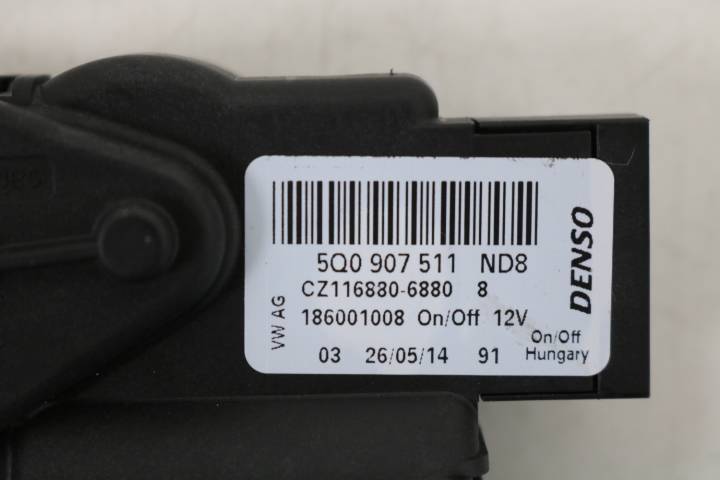 5Q0 907 511 ND8
CZ116880-6880 8
186001008 On/Off 12V
03 26/05/14 91
On/Off
Hungary
VW AG
DENSO